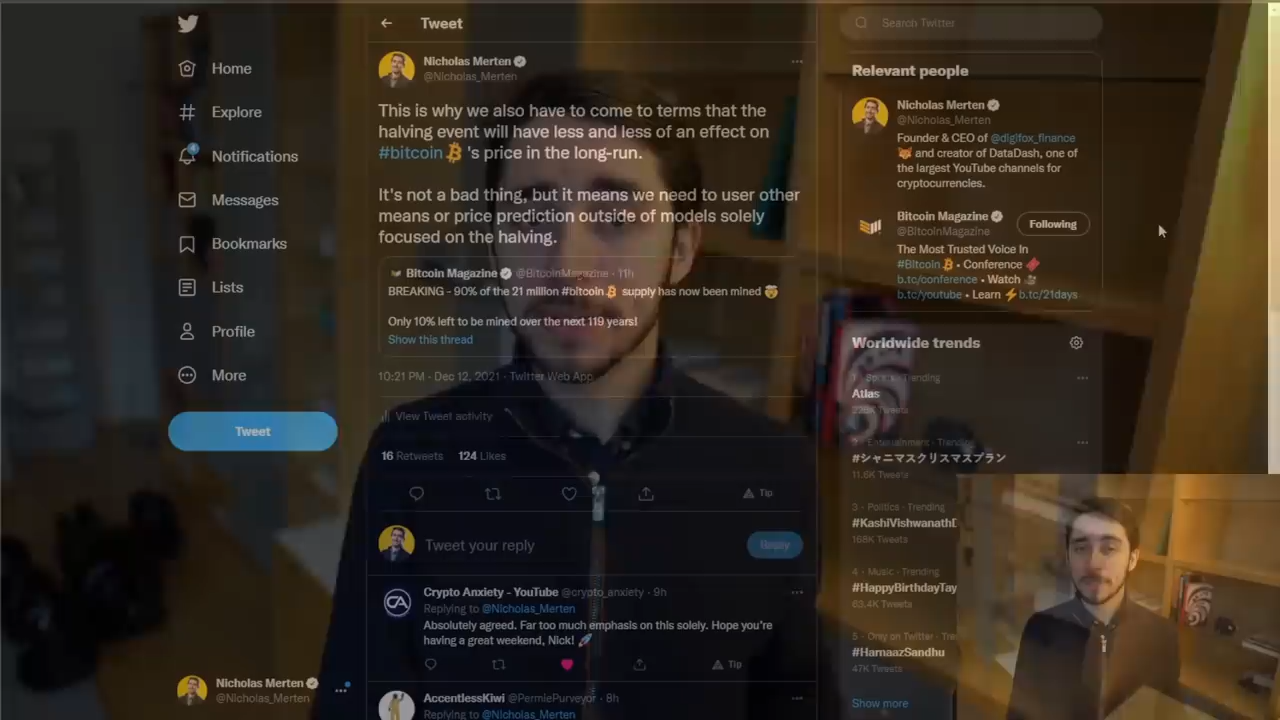 Home
Explore
4
Notifications
Messages
Bookmarks
Lists
Profile
More
Tweet
Nicholas Merten
@Nicholas_Merten
Tweet
Nicholas Merten
@Nicholas_Merten
This is why we also have to come to terms that the
halving event will have less and less of an effect on
#bitcoin 's price in the long-run.
It's not a bad thing, but it means we need to user other
means or price prediction outside of models solely
focused on the halving.
Bitcoin Magazine @BitcoinMagazine · 11h
BREAKING - 90% of the 21 million #bitcoin supply has now been mined
Only 10% left to be mined over the next 119 years!
Show this thread
10:21 PM · Dec 12, 2021 · Twitter Web App
View Tweet activity
16 Retweets 124 Likes
Tip
Tweet your reply
Reply
CA
Crypto Anxiety - YouTube @crypto_anxiety · 9h
Replying to @Nicholas_Merten
Absolutely agreed. Far too much emphasis on this solely. Hope you're
having a great weekend, Nick!
Tip
AccentlessKiwi @PermiePurveyor · 8h
Replying to @Nicholas_Merten
Search Twitter
Relevant people
Nicholas Merten
@Nicholas_Merten
Founder & CEO of @digifox_finance
and creator of DataDash, one of
the largest YouTube channels for
cryptocurrencies.
Bitcoin Magazine
@BitcoinMagazine
Following
The Most Trusted Voice In
#Bitcoin • Conference
b.tc/conference • Watch
b.tc/youtube • Learn b.tc/21days
Worldwide trends
1 · Sports · Trending
Atlas
Tweets
2 · Entertainment · Trending
#シャニマスクリスマスプラン
11.6K Tweets
3 · Politics · Trending
#KashiVishwanathD
168K Tweets
4 · Music · Trending
#HappyBirthdayTay
63.4K Tweets
5 · Only on Twitter · Tre
#HarnaazSandhu
47K Tweets
Show more